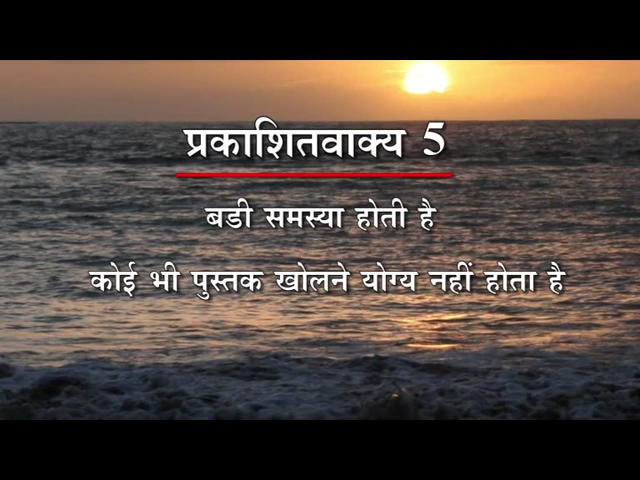 प्रकाशितवाक्य 5
बडी समस्या होती है
कोई भी पुस्तक खोलने योग्य नहीं होता है